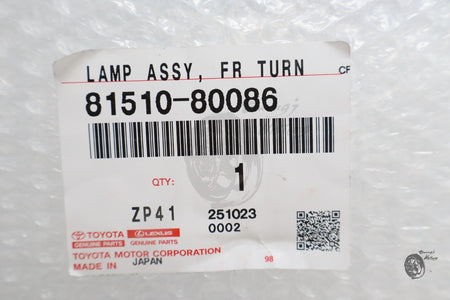 LAMP ASSY, FR TURN
81510-80086
QTY: 1
ZP41 251023
0002
TOYOTA LEXUS
GENUINE PARTS GENUINE PARTS
TOYOTA MOTOR CORPORATION
MADE IN JAPAN 98